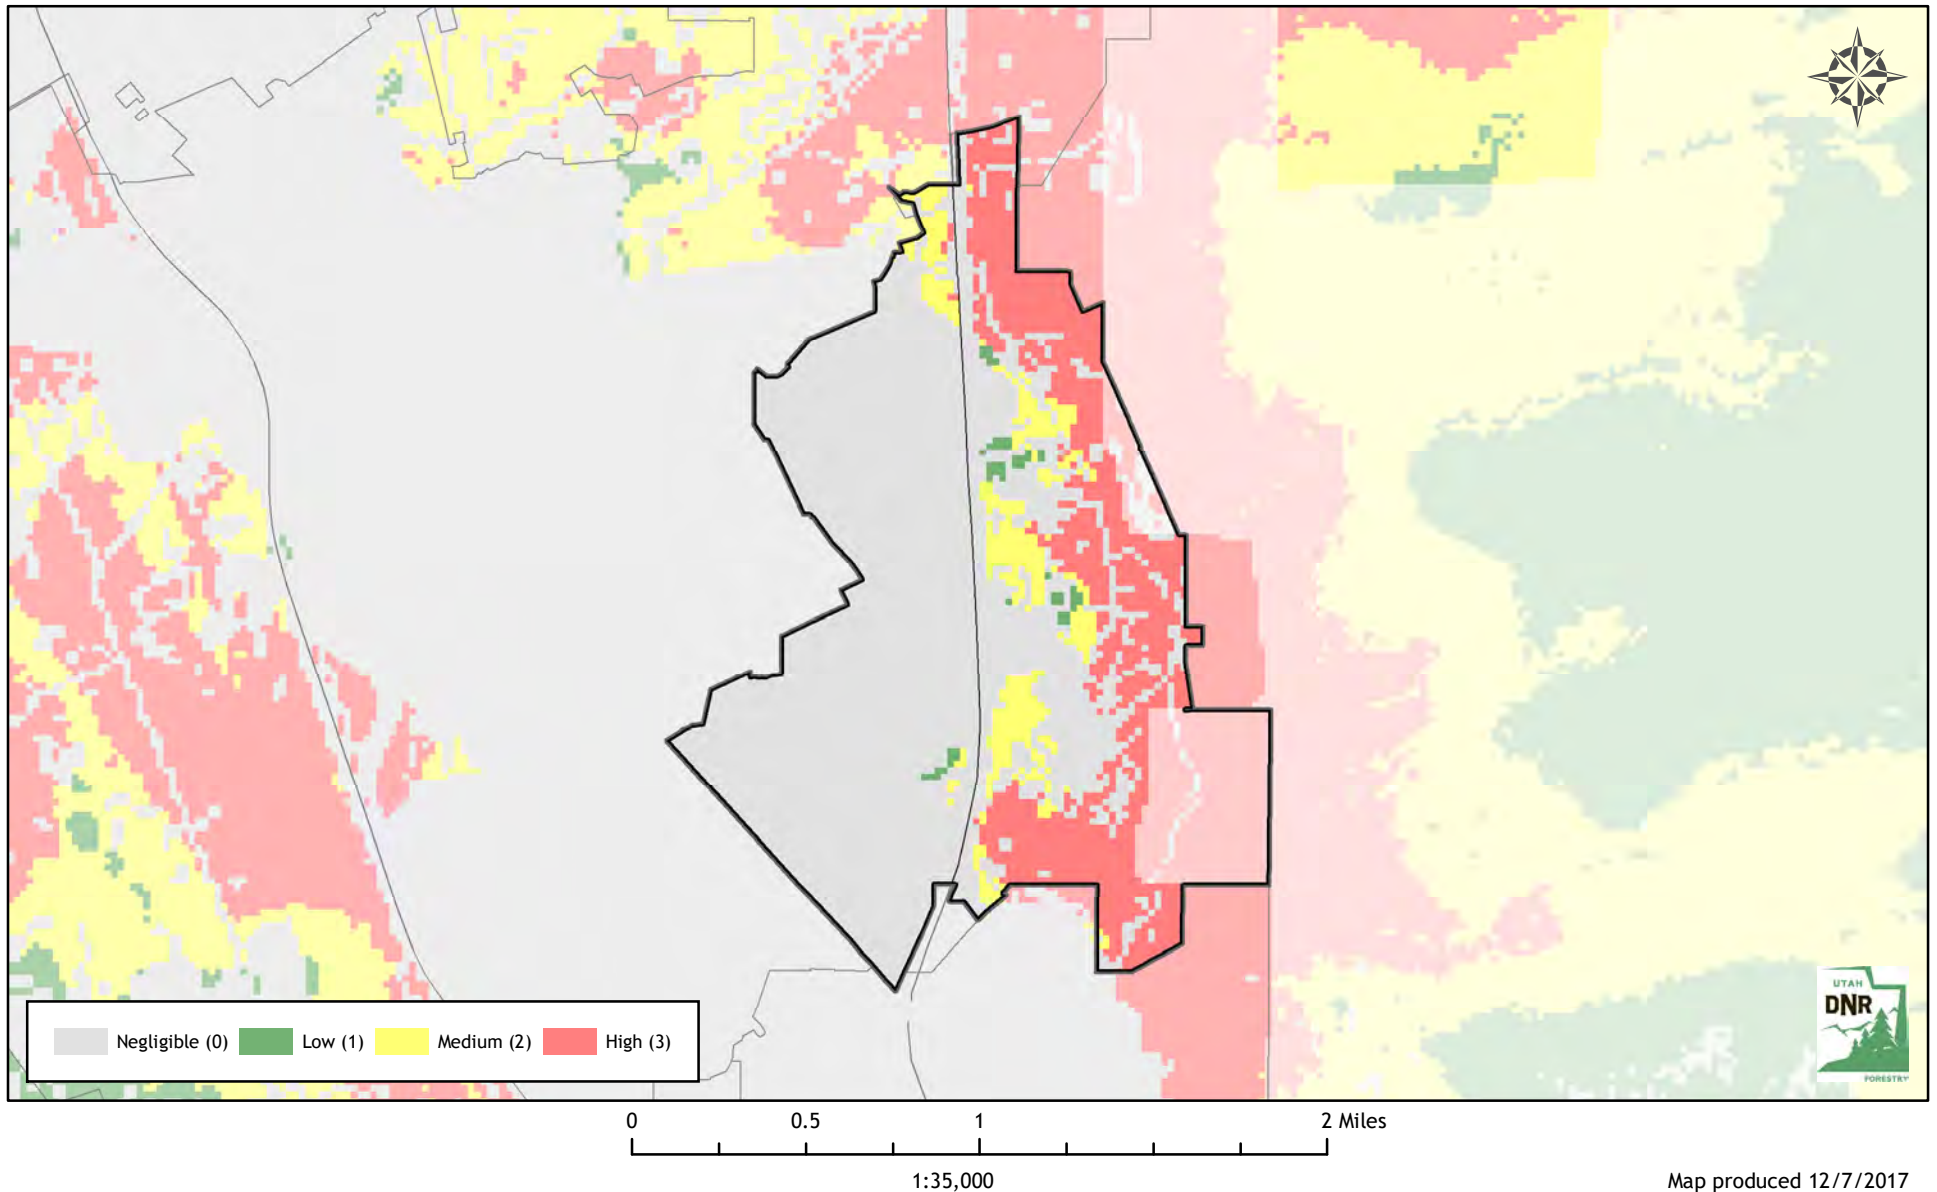 UTAH
DNR
FORESTRY
Negligible (0)
Low (1)
Medium (2)
High (3)
0 0.5 1 2 Miles
1:35,000
Map produced 12/7/2017